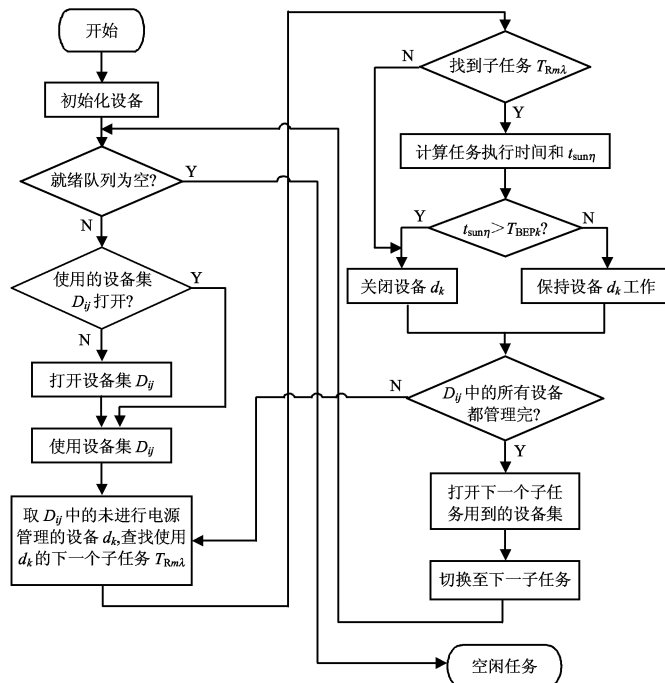 开始
初始化设备
就绪队列为空?
Y
N
使用的设备集
D_ij 打开?
Y
N
打开设备集 D_ij
使用设备集 D_ij
取 D_ij 中的未进行电源
管理的设备 d_k,查找使用
d_k 的下一个子任务 T_Rmλ
找到子任务 T_Rmλ
N
Y
计算任务执行时间和 t_sunη
t_sunη>T_BEPk?
Y
N
关闭设备 d_k
保持设备 d_k 工作
D_ij 中的所有设备
都管理完?
N
Y
打开下一个子任
务用到的设备集
切换至下一子任务
空闲任务